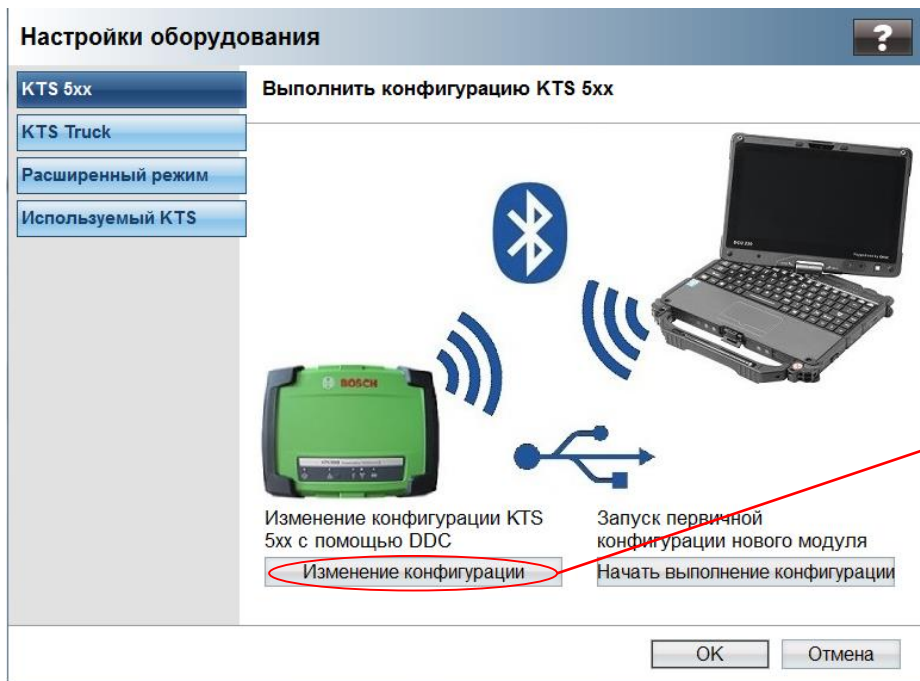 Настройки оборудования
?
KTS 5xx
KTS Truck
Расширенный режим
Используемый KTS
Выполнить конфигурацию KTS 5xx
BOSCH
Изменение конфигурации KTS
5xx с помощью DDC
Изменение конфигурации
Запуск первичной
конфигурации нового модуля
Начать выполнение конфигурации
OK
Отмена